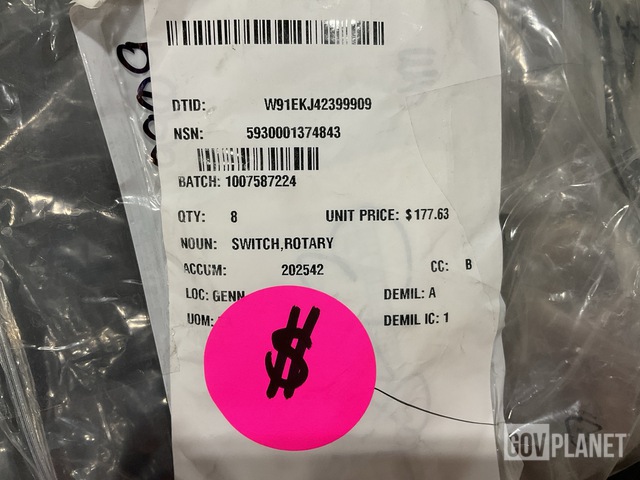 DTID: W91EKJ42399909
NSN: 5930001374843
BATCH: 1007587224
QTY: 8 UNIT PRICE: $177.63
NOUN: SWITCH,ROTARY
ACCUM: 202542 CC: B
LOC: GENN DEMIL: A
UOM: DEMIL IC: 1
$
GOVPLANET